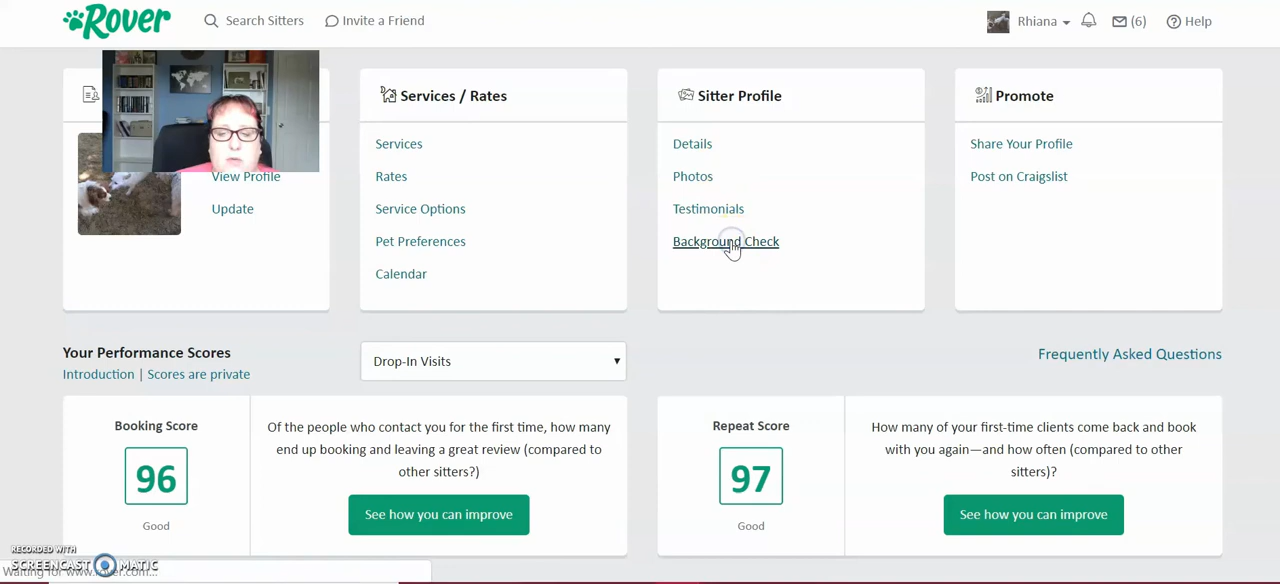 Rover
Search Sitters
Invite a Friend
Rhiana
(6)
Help
View Profile
Update
Services / Rates
Services
Rates
Service Options
Pet Preferences
Calendar
Sitter Profile
Details
Photos
Testimonials
Background Check
Promote
Share Your Profile
Post on Craigslist
Your Performance Scores
Introduction | Scores are private
Drop-In Visits
Frequently Asked Questions
Booking Score
96
Good
Of the people who contact you for the first time, how many
end up booking and leaving a great review (compared to
other sitters?)
See how you can improve
Repeat Score
97
Good
How many of your first-time clients come back and book
with you again—and how often (compared to other
sitters)?
See how you can improve
RECORDED WITH
SCREENCAST MATIC
Waiting for www.rover.com...